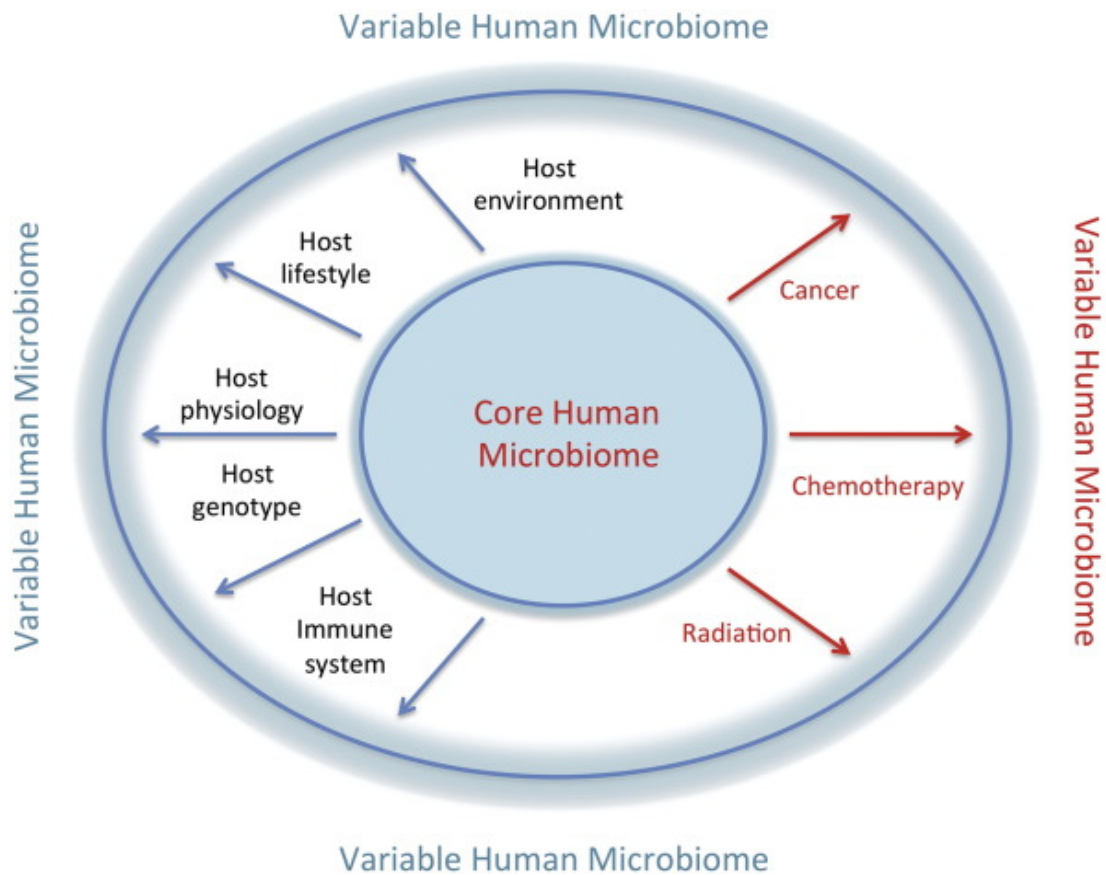 Variable Human Microbiome
Host
environment
Host
lifestyle
Cancer
Host
physiology
Core Human
Microbiome
Chemotherapy
Host
genotype
Host
Immune
system
Radiation
Variable Human Microbiome
Variable Human Microbiome
Variable Human Microbiome